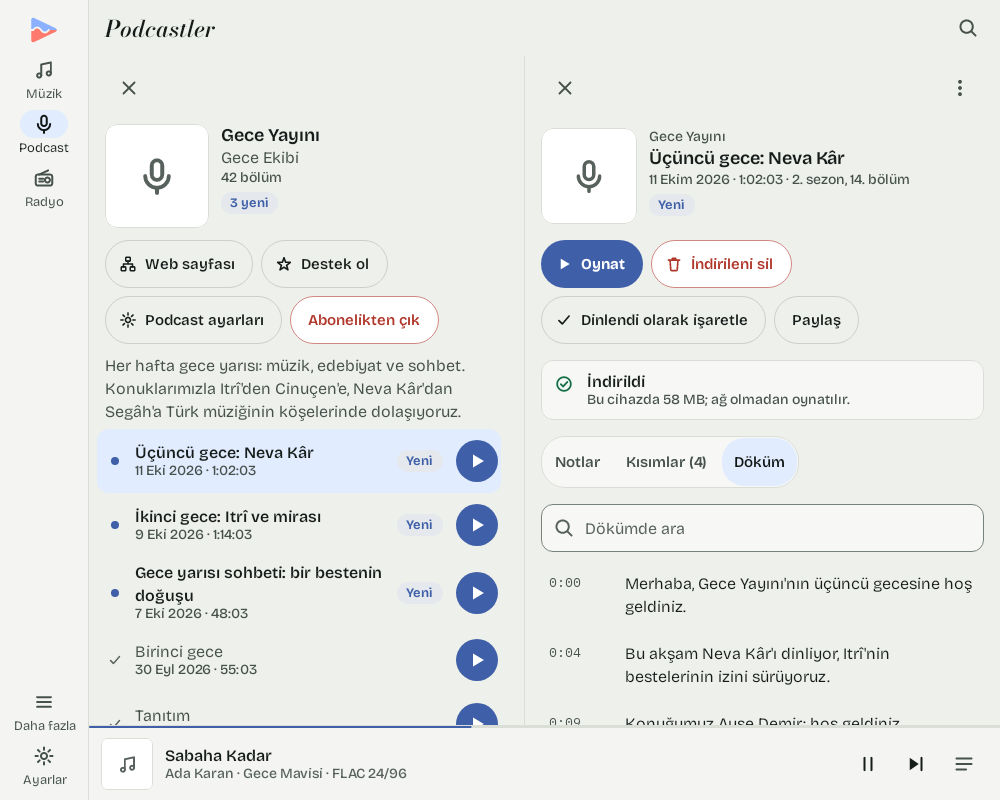 Podcastler
Müzik
Podcast
Radyo
Daha fazla
Ayarlar
Gece Yayını
Gece Ekibi
42 bölüm
3 yeni
Web sayfası
Destek ol
Podcast ayarları
Abonelikten çık
Her hafta gece yarısı: müzik, edebiyat ve sohbet.
Konuklarımızla Itrî'den Cinuçen'e, Neva Kâr'dan
Segâh'a Türk müziğinin köşelerinde dolaşıyoruz.
Üçüncü gece: Neva Kâr
11 Eki 2026 · 1:02:03
Yeni
İkinci gece: Itrî ve mirası
9 Eki 2026 · 1:14:03
Yeni
Gece yarısı sohbeti: bir bestenin
doğuşu
7 Eki 2026 · 48:03
Yeni
Birinci gece
30 Eyl 2026 · 55:03
Tanıtım
Gece Yayını
Üçüncü gece: Neva Kâr
11 Ekim 2026 · 1:02:03 · 2. sezon, 14. bölüm
Yeni
Oynat
İndirileni sil
Dinlendi olarak işaretle
Paylaş
İndirildi
Bu cihazda 58 MB; ağ olmadan oynatılır.
Notlar
Kısımlar (4)
Döküm
Dökümde ara
0:00
Merhaba, Gece Yayını'nın üçüncü gecesine hoş
geldiniz.
0:04
Bu akşam Neva Kâr'ı dinliyor, Itrî'nin
bestelerinin izini sürüyoruz.
0:09
Konuğumuz Ayşe Demir: hoş geldiniz.
Sabaha Kadar
Ada Karan · Gece Mavisi · FLAC 24/96